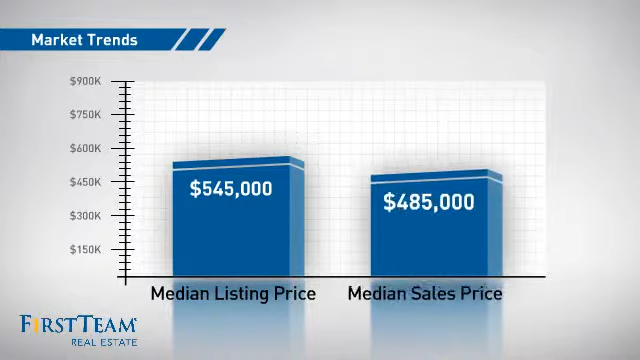 Market Trends
$900K
$750K
$600K
$450K
$300K
$150K
$545,000
$485,000
Median Listing Price
Median Sales Price
FIRSTTEAM®
REAL ESTATE